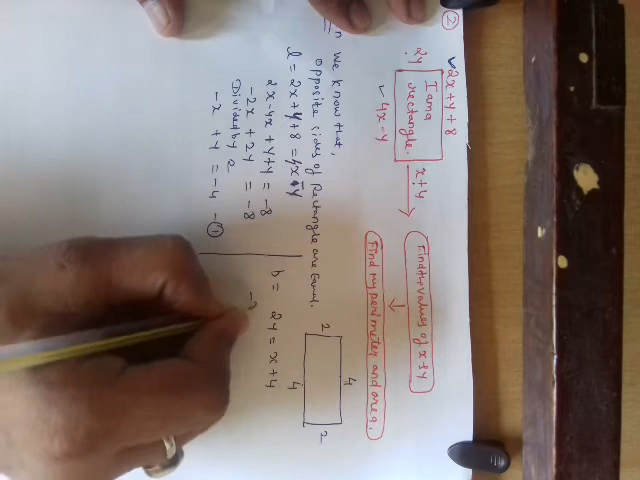 ②
2x+y+8
2y
I am a
rectangle.
x+4
4x-y
Find the values of x & y
Find my perimeter and area.
n We know that,
opposite sides of Rectangle are Equal.
l = 2x+y+8 = 4x-y
2x-4x+y+y = -8
-2x+2y = -8
Divided by 2
-x +y = -4 -①
2
4
4
2
b = 2y = x+4